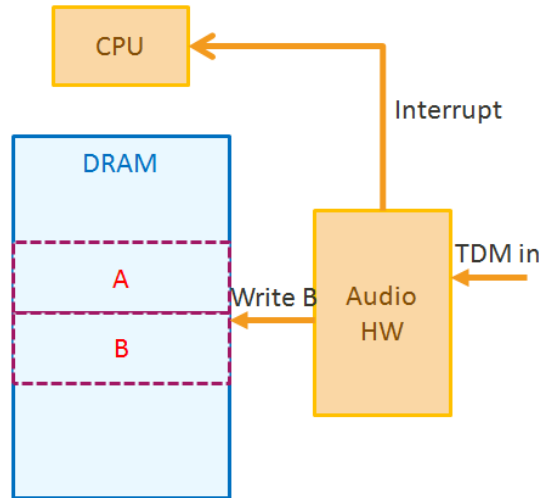 CPU
Interrupt
DRAM
TDM in
A
Write B
Audio
HW
B